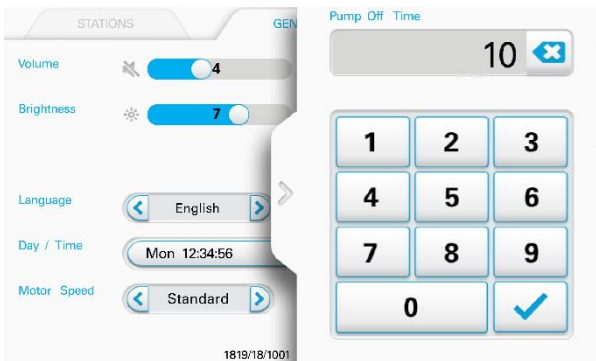 STATIONS
GEN
Volume
4
Brightness
7
Language
English
Day / Time
Mon 12:34:56
Motor Speed
Standard
1819/18/1001
Pump Off Time
10
1 2 3
4 5 6
7 8 9
0